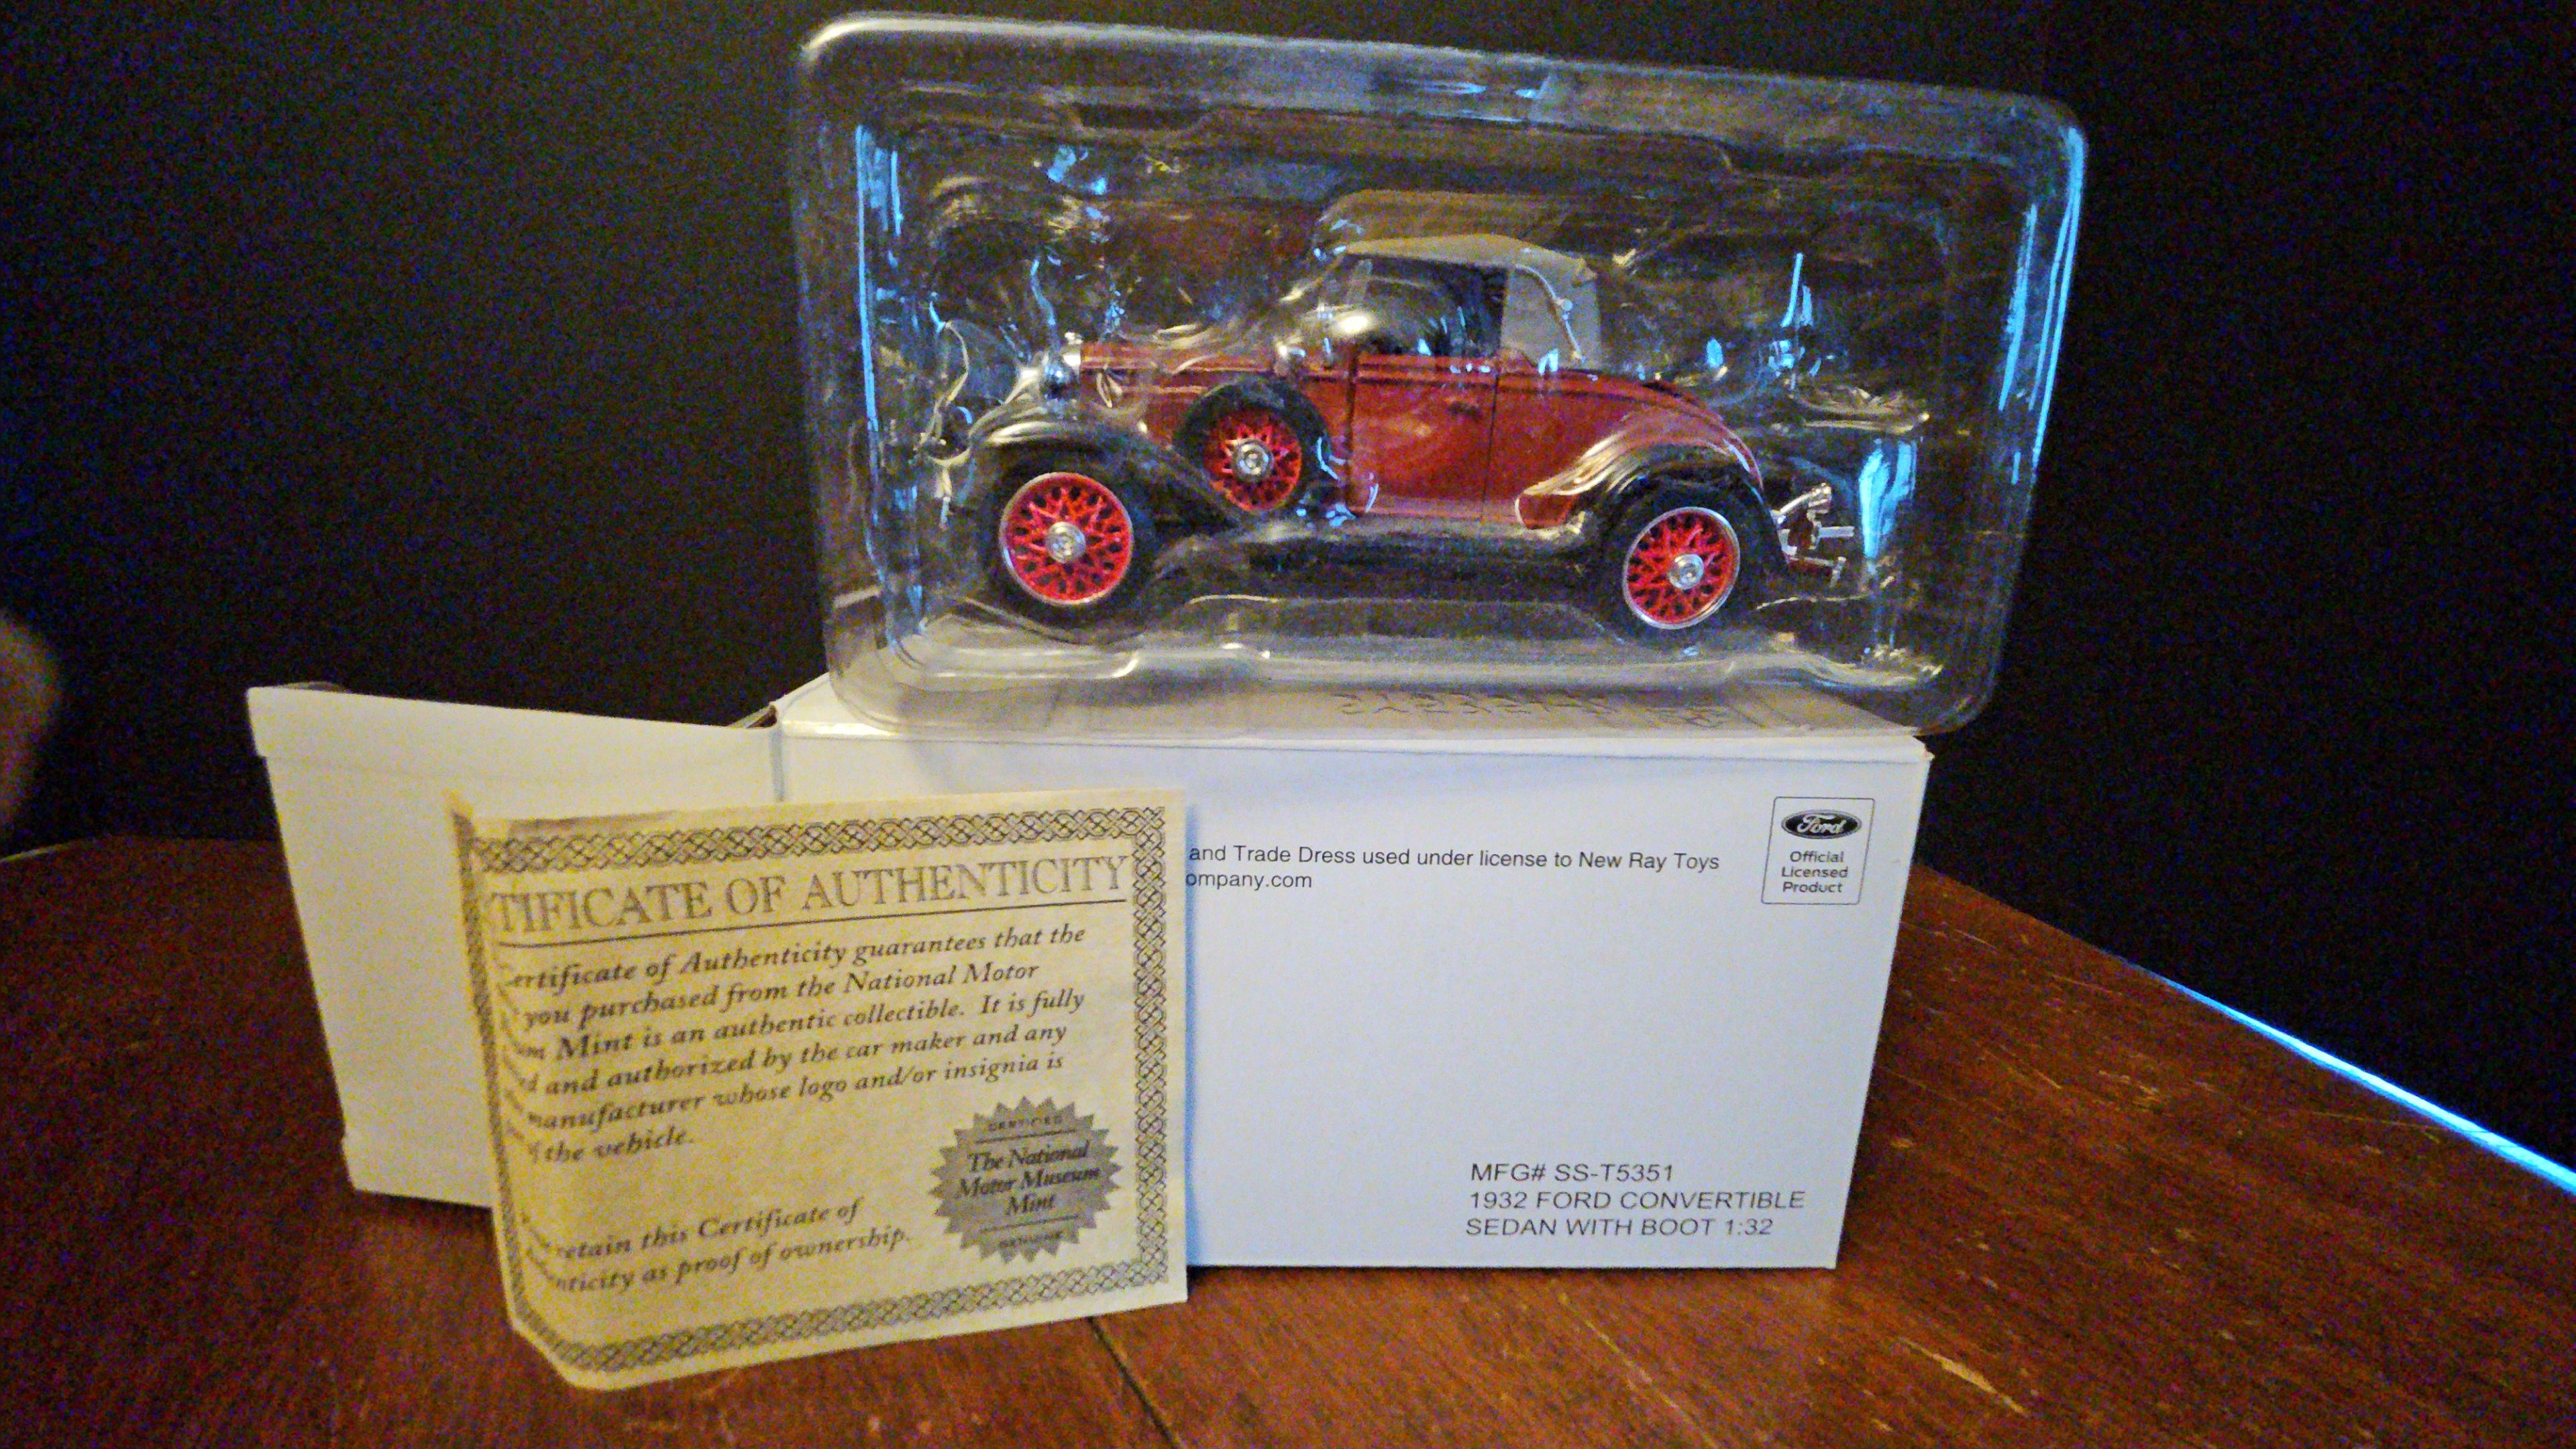 TIFICATE OF AUTHENTICITY
ertificate of Authenticity guarantees that the
you purchased from the National Motor
m Mint is an authentic collectible. It is fully
d and authorized by the car maker and any
manufacturer whose logo and/or insignia is
the vehicle.
retain this Certificate of
nticity as proof of ownership.
CERTIFIED
The National
Motor Museum
Mint
GENUINE
and Trade Dress used under license to New Ray Toys
ompany.com
Ford
Official
Licensed
Product
MFG# SS-T5351
1932 FORD CONVERTIBLE
SEDAN WITH BOOT 1:32